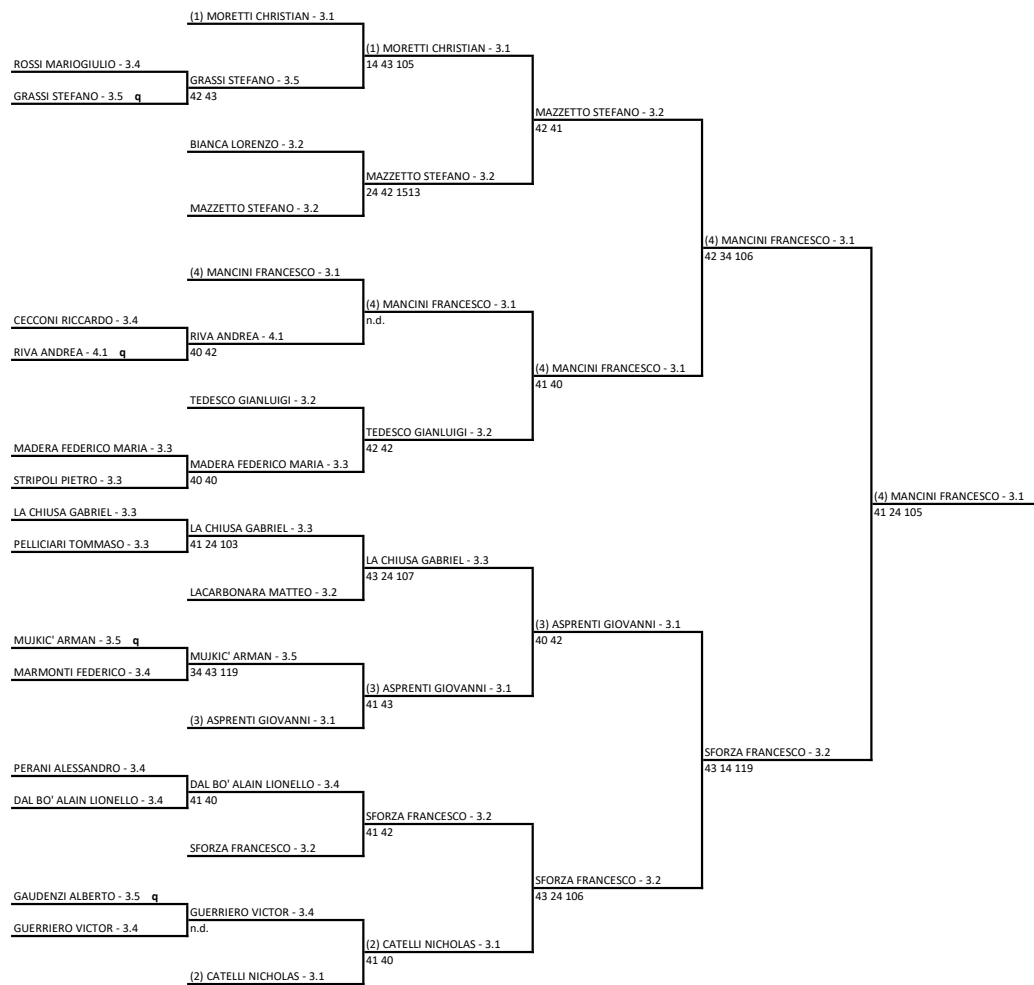 (1) MORETTI CHRISTIAN - 3.1
(1) MORETTI CHRISTIAN - 3.1
ROSSI MARIOGIULIO - 3.4
14 43 105
GRASSI STEFANO - 3.5
GRASSI STEFANO - 3.5 q
42 43
MAZZETTO STEFANO - 3.2
42 41
BIANCA LORENZO - 3.2
MAZZETTO STEFANO - 3.2
24 42 1513
MAZZETTO STEFANO - 3.2
(4) MANCINI FRANCESCO - 3.1
42 34 106
(4) MANCINI FRANCESCO - 3.1
(4) MANCINI FRANCESCO - 3.1
CECCONI RICCARDO - 3.4
n.d.
RIVA ANDREA - 4.1
RIVA ANDREA - 4.1 q
40 42
(4) MANCINI FRANCESCO - 3.1
41 40
TEDESCO GIANLUIGI - 3.2
TEDESCO GIANLUIGI - 3.2
MADERA FEDERICO MARIA - 3.3
42 42
MADERA FEDERICO MARIA - 3.3
STRIPOLI PIETRO - 3.3
40 40
(4) MANCINI FRANCESCO - 3.1
LA CHIUSA GABRIEL - 3.3
41 24 105
LA CHIUSA GABRIEL - 3.3
PELLICIARI TOMMASO - 3.3
41 24 103
LA CHIUSA GABRIEL - 3.3
43 24 107
LACARBONARA MATTEO - 3.2
(3) ASPRENTI GIOVANNI - 3.1
MUJKIC' ARMAN - 3.5 q
40 42
MUJKIC' ARMAN - 3.5
MARMONTI FEDERICO - 3.4
34 43 119
(3) ASPRENTI GIOVANNI - 3.1
41 43
(3) ASPRENTI GIOVANNI - 3.1
SFORZA FRANCESCO - 3.2
PERANI ALESSANDRO - 3.4
43 14 119
DAL BO' ALAIN LIONELLO - 3.4
DAL BO' ALAIN LIONELLO - 3.4
41 40
SFORZA FRANCESCO - 3.2
41 42
SFORZA FRANCESCO - 3.2
SFORZA FRANCESCO - 3.2
GAUDENZI ALBERTO - 3.5 q
43 24 106
GUERRIERO VICTOR - 3.4
GUERRIERO VICTOR - 3.4
n.d.
(2) CATELLI NICHOLAS - 3.1
41 40
(2) CATELLI NICHOLAS - 3.1